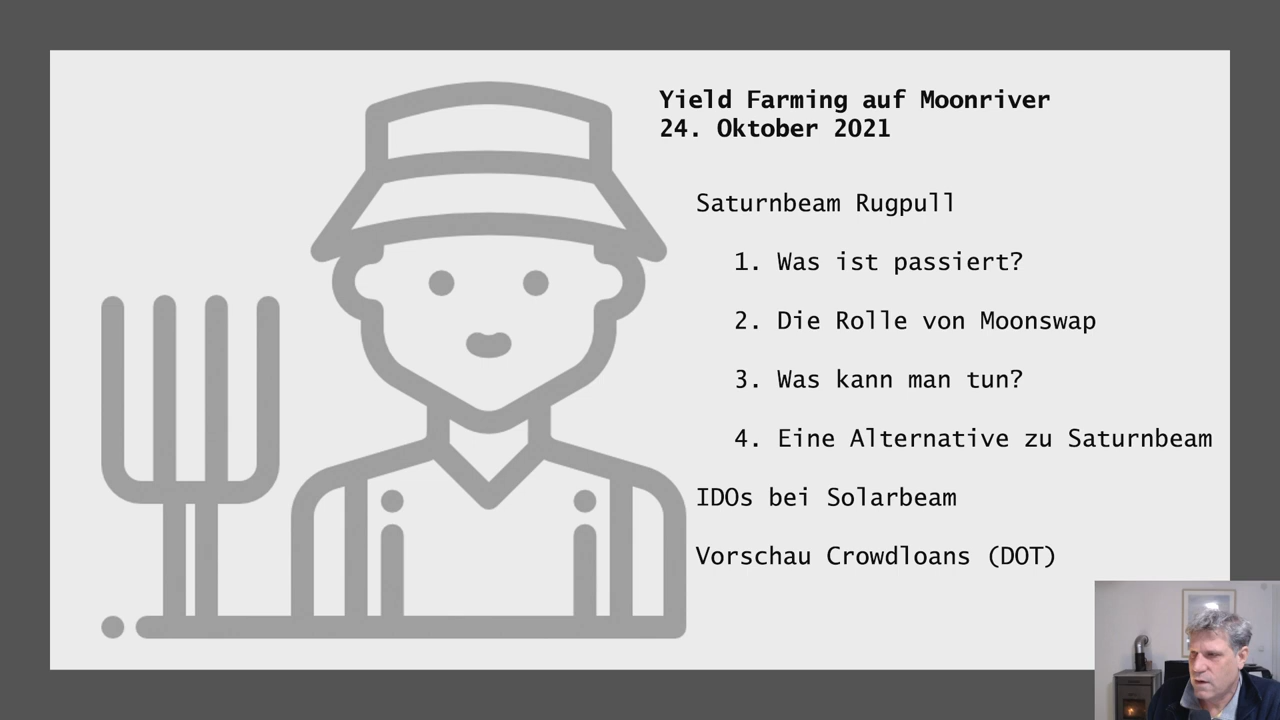 Yield Farming auf Moonriver
24. Oktober 2021
Saturnbeam Rugpull
1. Was ist passiert?
2. Die Rolle von Moonswap
3. Was kann man tun?
4. Eine Alternative zu Saturnbeam
IDOs bei Solarbeam
Vorschau Crowdloans (DOT)